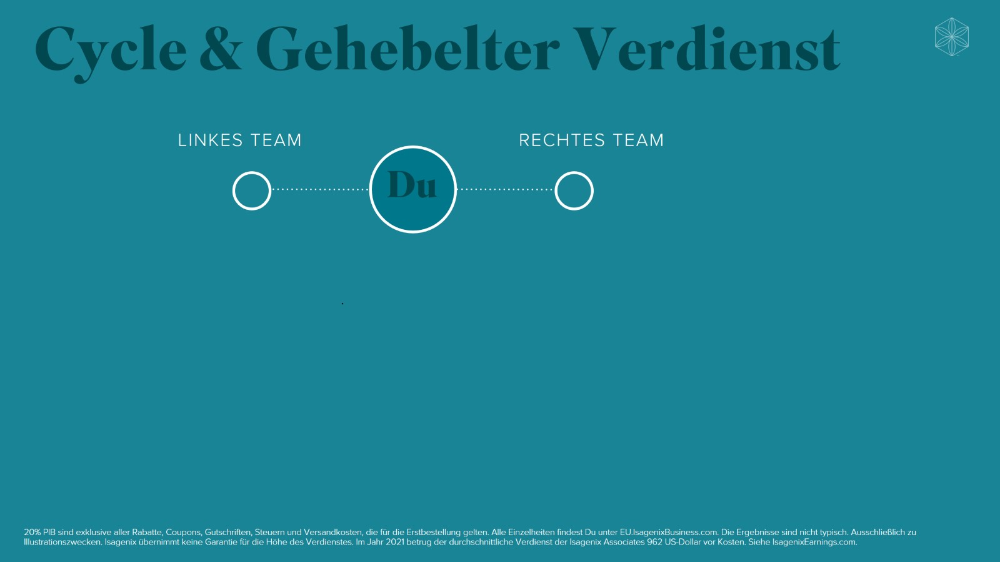 Cycle & Gehebelter Verdienst
LINKES TEAM
RECHTES TEAM
Du
20% PIB sind exklusive aller Rabatte, Coupons, Gutschriften, Steuern und Versandkosten, die für die Erstbestellung gelten. Alle Einzelheiten findest Du unter EU.IsagenixBusiness.com. Die Ergebnisse sind nicht typisch. Ausschließlich zu
Illustrationszwecken. Isagenix übernimmt keine Garantie für die Höhe des Verdienstes. Im Jahr 2021 betrug der durchschnittliche Verdienst der Isagenix Associates 962 US-Dollar vor Kosten. Siehe IsagenixEarnings.com.